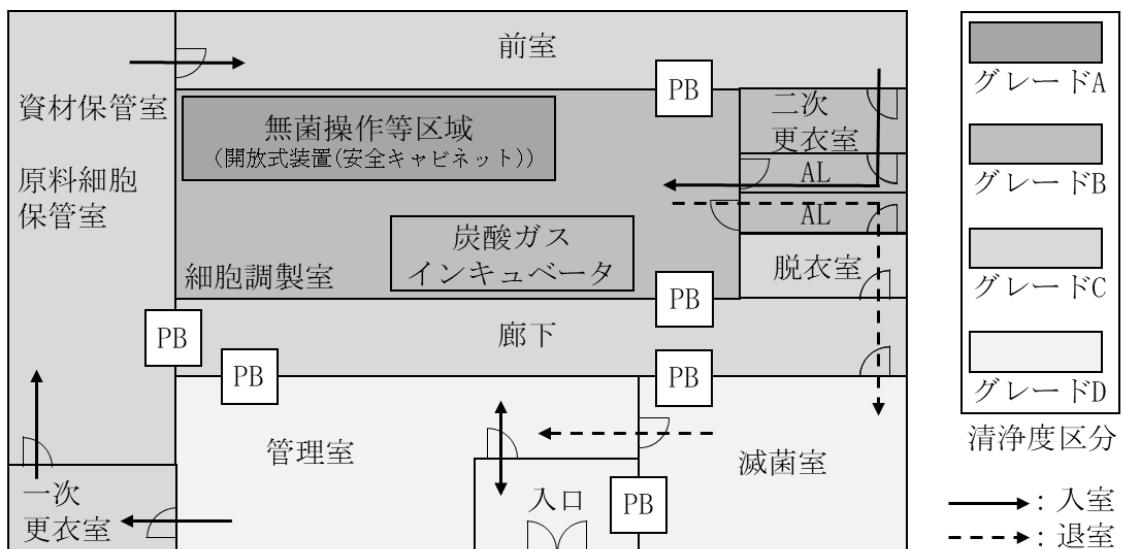 前室
PB
資材保管室
無菌操作等区域
(開放式装置(安全キャビネット))
二次
更衣室
原料細胞
保管室
AL
AL
炭酸ガス
インキュベータ
細胞調製室
脱衣室
PB
PB
廊下
PB
PB
管理室
滅菌室
一次
更衣室
入口
PB
グレードA
グレードB
グレードC
グレードD
清浄度区分
:入室
:退室